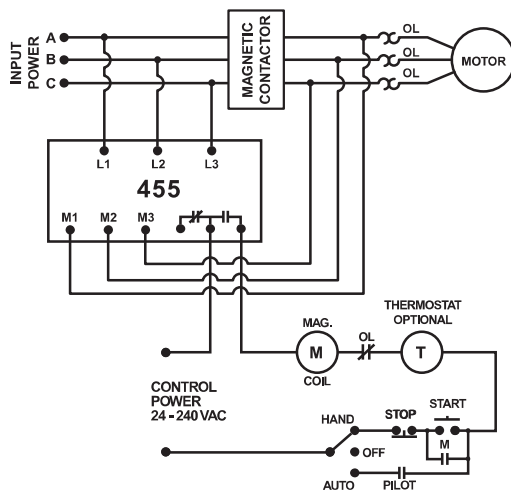 INPUT
POWER
A
B
C
MAGNETIC
CONTACTOR
OL
OL
OL
MOTOR
L1
L2
L3
455
M1
M2
M3
MAG.
M
COIL
OL
THERMOSTAT
OPTIONAL
T
CONTROL
POWER
24 - 240 VAC
HAND
OFF
AUTO
STOP
START
M
PILOT